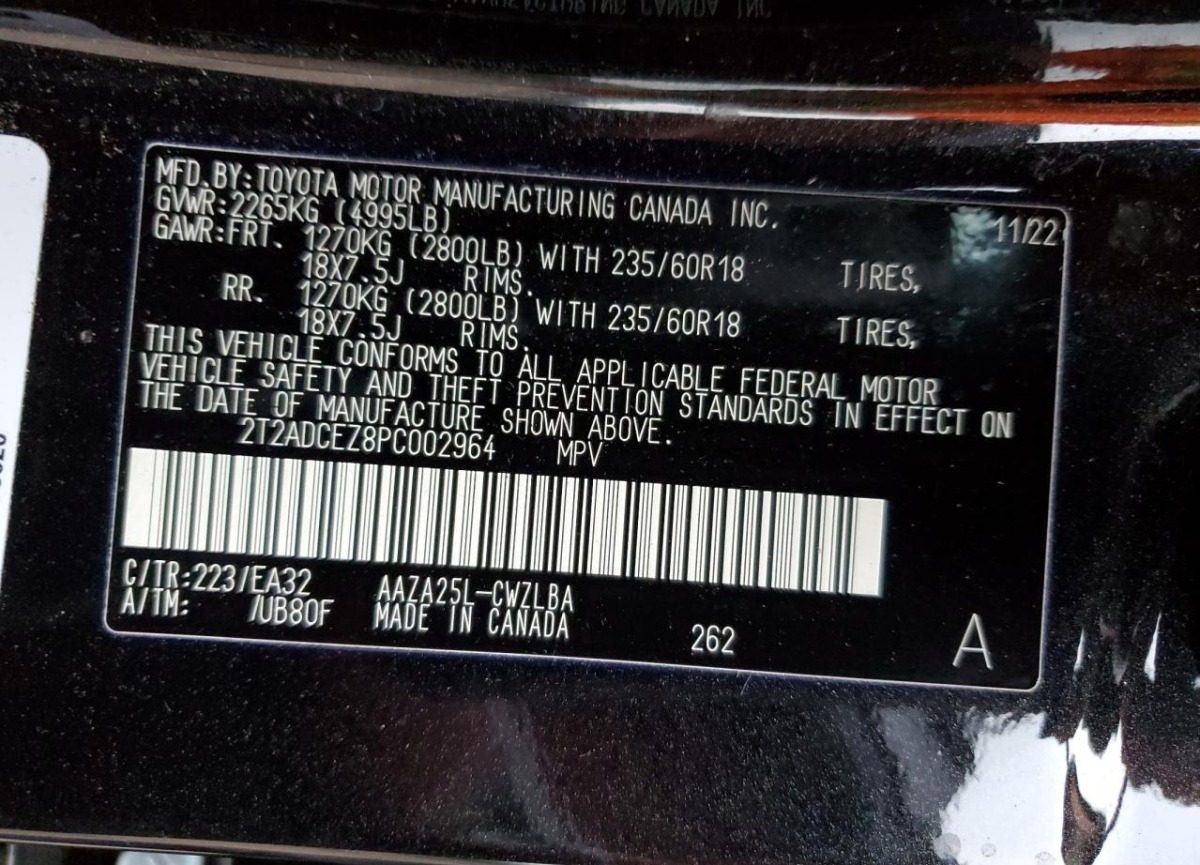 MFD.BY:TOYOTA MOTOR MANUFACTURING CANADA INC. 11/22
GVWR:2265KG (4995LB)
GAWR:FRT. 1270KG (2800LB) WITH 235/60R18 TIRES,
18X7.5J RIMS.
RR. 1270KG (2800LB) WITH 235/60R18 TIRES,
18X7.5J RIMS.
THIS VEHICLE CONFORMS TO ALL APPLICABLE FEDERAL MOTOR
VEHICLE SAFETY AND THEFT PREVENTION STANDARDS IN EFFECT ON
THE DATE OF MANUFACTURE SHOWN ABOVE.
2T2ADCEZ8PC002964 MPV
C/TR:223/EA32 AAZA25L-CWZLBA
A/TM: /UB80F MADE IN CANADA 262 A